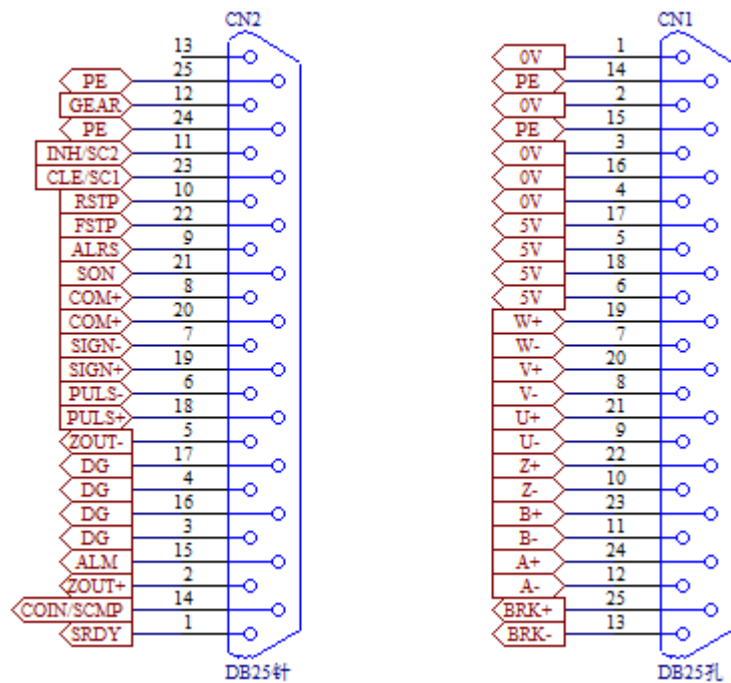 CN2
13
PE 25
GEAR 12
PE 24
INH/SC2 11
CLE/SC1 23
RSTP 10
FSTP 22
ALRS 9
SON 21
COM+ 8
COM+ 20
SIGN- 7
SIGN+ 19
PULS- 6
PULS+ 18
ZOUT- 5
DG 17
DG 4
DG 16
DG 3
ALM 15
ZOUT+ 2
COIN/SCMP 14
SRDY 1
DB25针
CN1
0V 1
PE 14
0V 2
PE 15
0V 3
0V 16
0V 4
5V 17
5V 5
5V 18
5V 6
W+ 19
W- 7
V+ 20
V- 8
U+ 21
U- 9
Z+ 22
Z- 10
B+ 23
B- 11
A+ 24
A- 12
BRK+ 25
BRK- 13
DB25孔